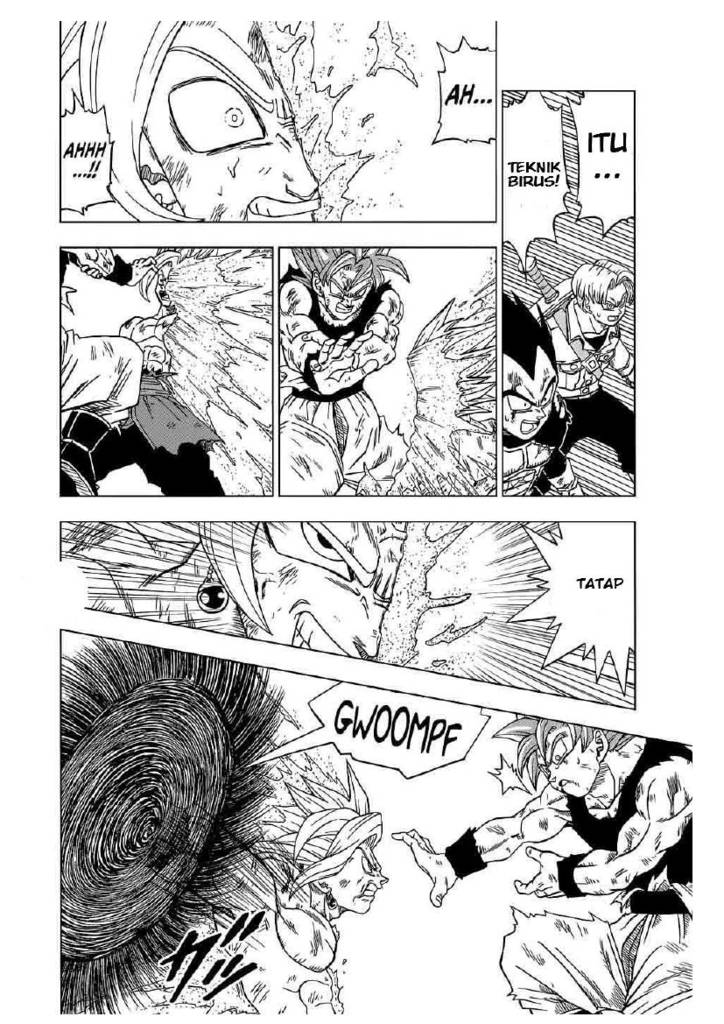 ITU
...
TEKNIK
BIRUS!
AH...
AHHH
.....!!
TATAP
GWOOMPF